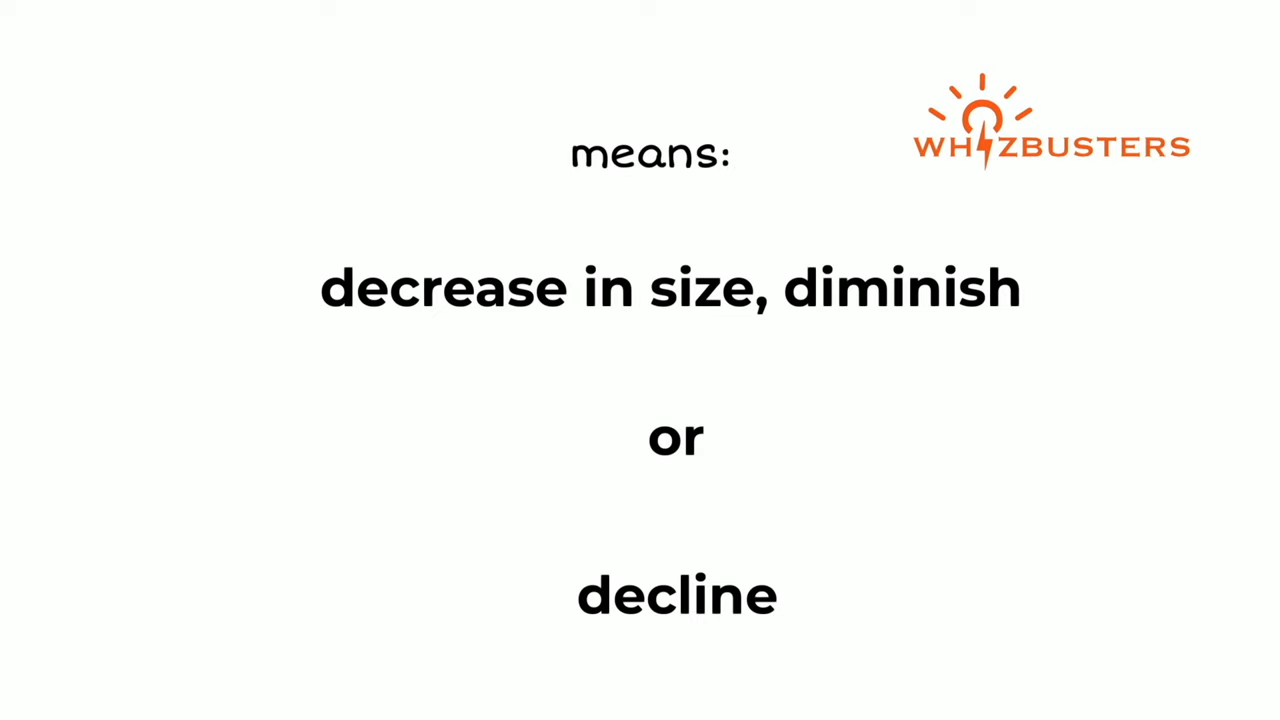 means:
WHIZBUSTERS
decrease in size, diminish
or
decline